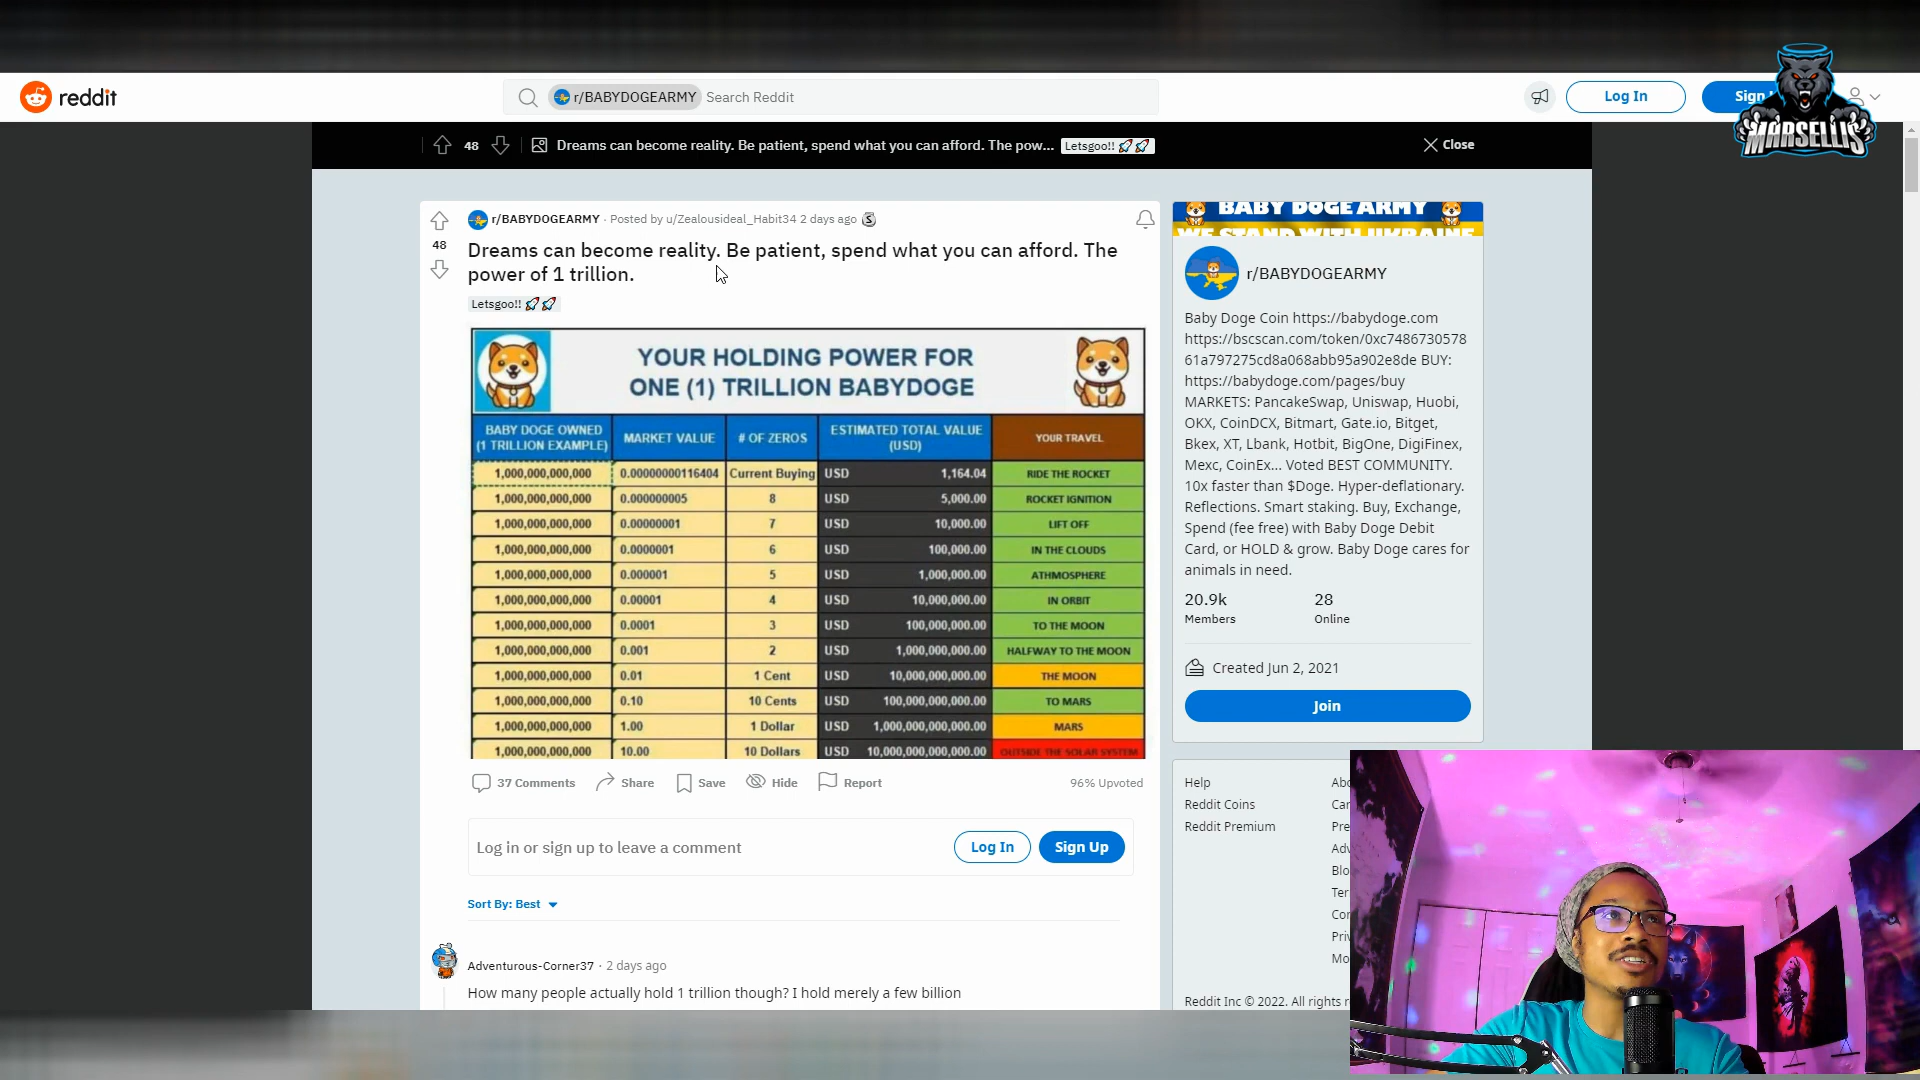 reddit
r/BABYDOGEARMY Search Reddit
Log In
Sign
MARSELLIS
48
Dreams can become reality. Be patient, spend what you can afford. The pow...
Letsgoo!! 🚀🚀
Close
r/BABYDOGEARMY · Posted by u/Zealousideal_Habit34 2 days ago
48
Dreams can become reality. Be patient, spend what you can afford. The
power of 1 trillion.
Letsgoo!! 🚀🚀
YOUR HOLDING POWER FOR
ONE (1) TRILLION BABYDOGE
BABY DOGE OWNED
(1 TRILLION EXAMPLE)
MARKET VALUE
# OF ZEROS
ESTIMATED TOTAL VALUE
(USD)
YOUR TRAVEL
1,000,000,000,000 0.00000000116404 Current Buying USD 1,164.04 RIDE THE ROCKET
1,000,000,000,000 0.000000005 8 USD 5,000.00 ROCKET IGNITION
1,000,000,000,000 0.00000001 7 USD 10,000.00 LIFT OFF
1,000,000,000,000 0.0000001 6 USD 100,000.00 IN THE CLOUDS
1,000,000,000,000 0.000001 5 USD 1,000,000.00 ATHMOSPHERE
1,000,000,000,000 0.00001 4 USD 10,000,000.00 IN ORBIT
1,000,000,000,000 0.0001 3 USD 100,000,000.00 TO THE MOON
1,000,000,000,000 0.001 2 USD 1,000,000,000.00 HALFWAY TO THE MOON
1,000,000,000,000 0.01 1 Cent USD 10,000,000,000.00 THE MOON
1,000,000,000,000 0.10 10 Cents USD 100,000,000,000.00 TO MARS
1,000,000,000,000 1.00 1 Dollar USD 1,000,000,000,000.00 MARS
1,000,000,000,000 10.00 10 Dollars USD 10,000,000,000,000.00 OUTSIDE THE SOLAR SYSTEM
37 Comments Share Save Hide Report 96% Upvoted
Log in or sign up to leave a comment
Log In
Sign Up
Sort By: Best
Adventurous-Corner37 · 2 days ago
How many people actually hold 1 trillion though? I hold merely a few billion
BABY DOGE ARMY
WE STAND WITH UKRAINE
r/BABYDOGEARMY
Baby Doge Coin https://babydoge.com
https://bscscan.com/token/0xc7486730578
61a797275cd8a068abb95a902e8de BUY:
https://babydoge.com/pages/buy
MARKETS: PancakeSwap, Uniswap, Huobi,
OKX, CoinDCX, Bitmart, Gate.io, Bitget,
Bkex, XT, Lbank, Hotbit, BigOne, DigiFinex,
Mexc, CoinEx... Voted BEST COMMUNITY.
10x faster than $Doge. Hyper-deflationary.
Reflections. Smart staking. Buy, Exchange,
Spend (fee free) with Baby Doge Debit
Card, or HOLD & grow. Baby Doge cares for
animals in need.
20.9k 28
Members Online
Created Jun 2, 2021
Join
Help
Reddit Coins
Reddit Premium
Abo
Car
Pre
Adv
Blo
Ter
Con
Pri
Mo
Reddit Inc © 2022. All rights r